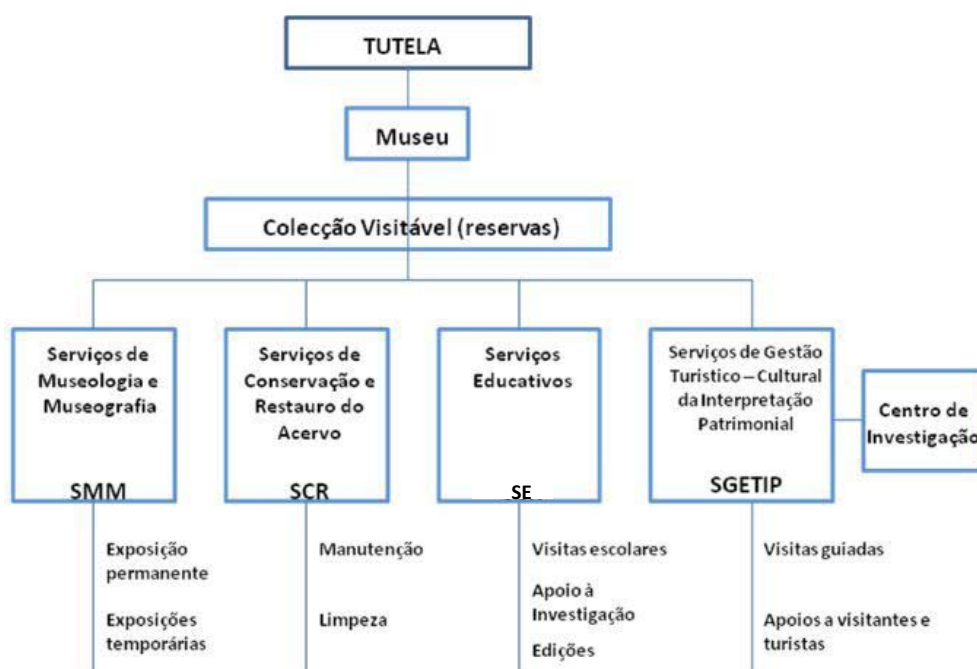 TUTELA
Museu
Colecção Visitável (reservas)
Serviços de
Museologia e
Museografia
SMM
Serviços de
Conservação e
Restauro do
Acervo
SCR
Serviços
Educativos
SE
Serviços de Gestão
Turistico – Cultural
da Interpretação
Patrimonial
SGETIP
Centro de
Investigação
Exposição
permanente
Exposições
temporárias
Manutenção
Limpeza
Visitas escolares
Apoio à
Investigação
Edições
Visitas guiadas
Apoios a visitantes e
turistas